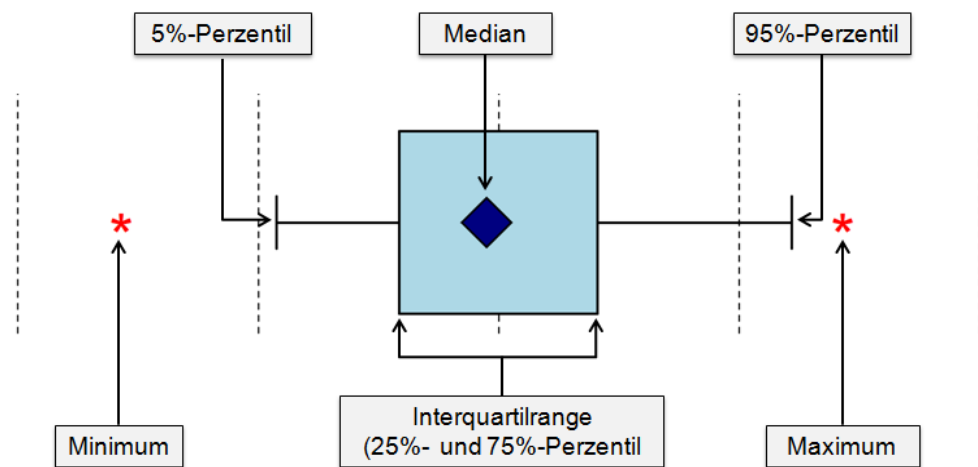 5%-Perzentil
Median
95%-Perzentil
*
*
Interquartilrange
(25%- und 75%-Perzentil
Minimum
Maximum